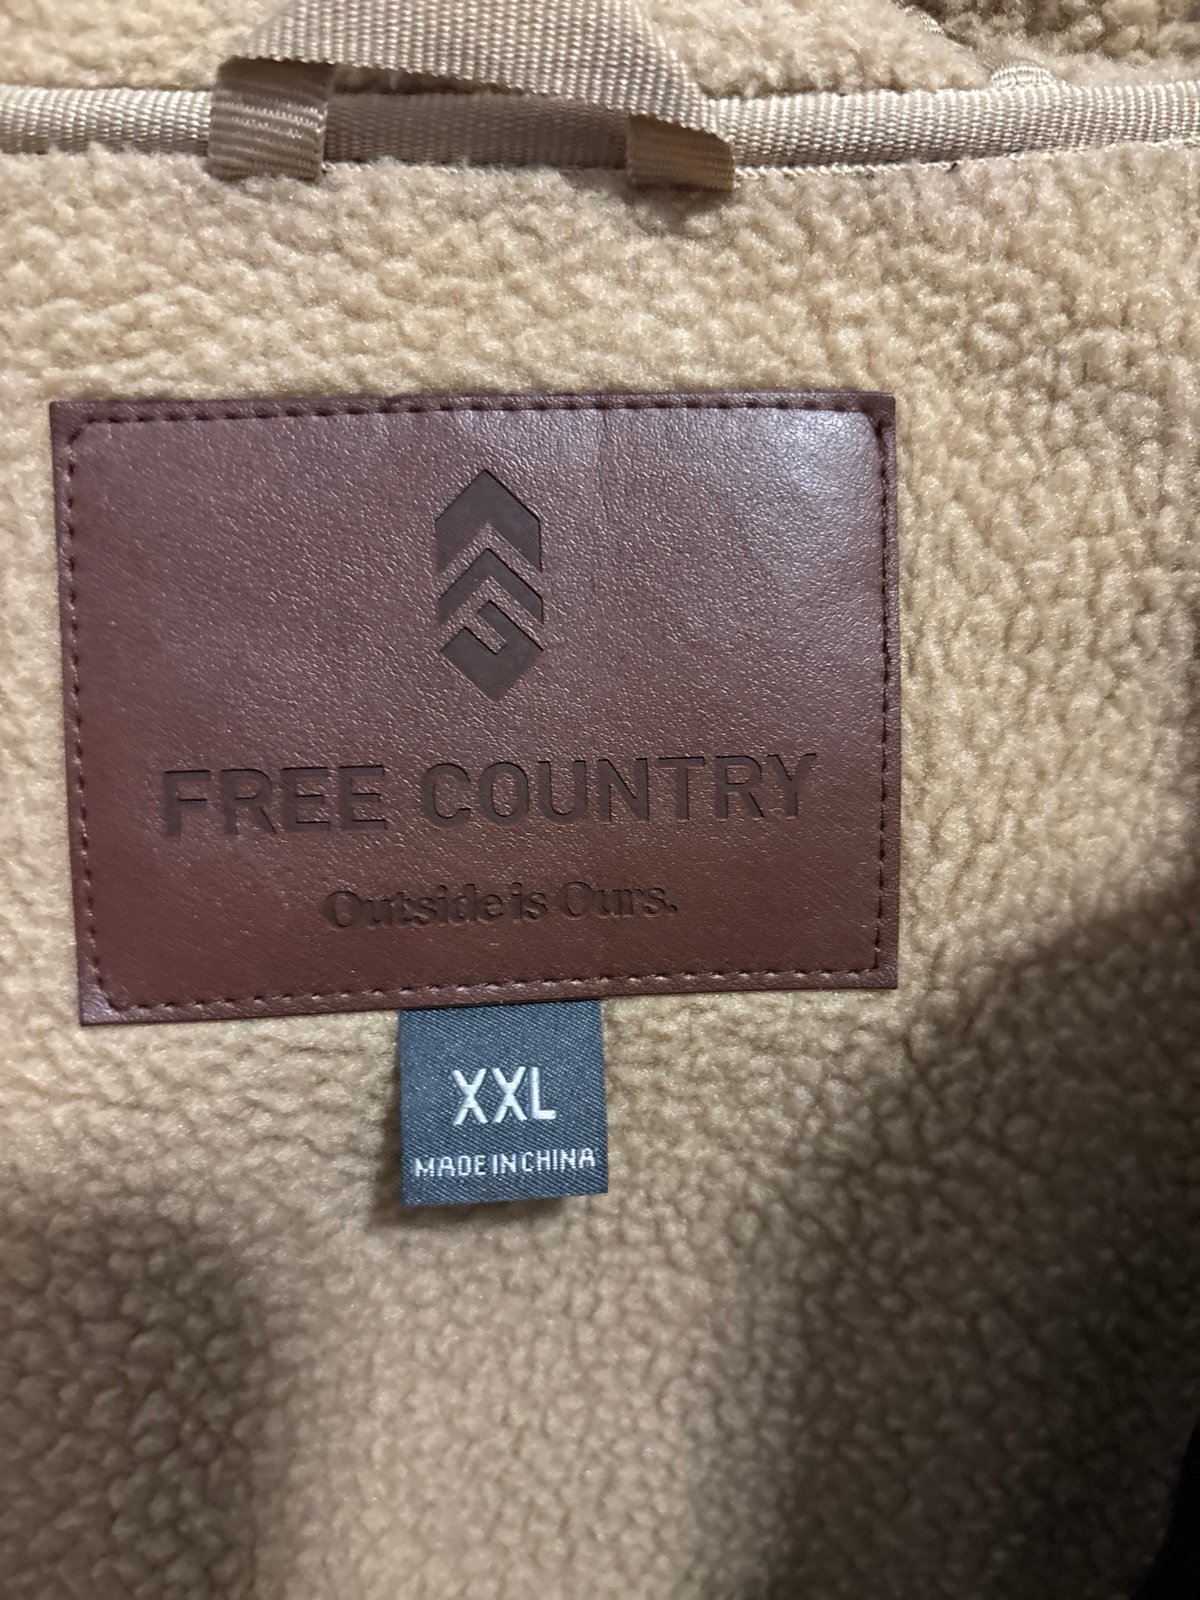 FREE COUNTRY
Outside is Ours.
XXL
MADE IN CHINA